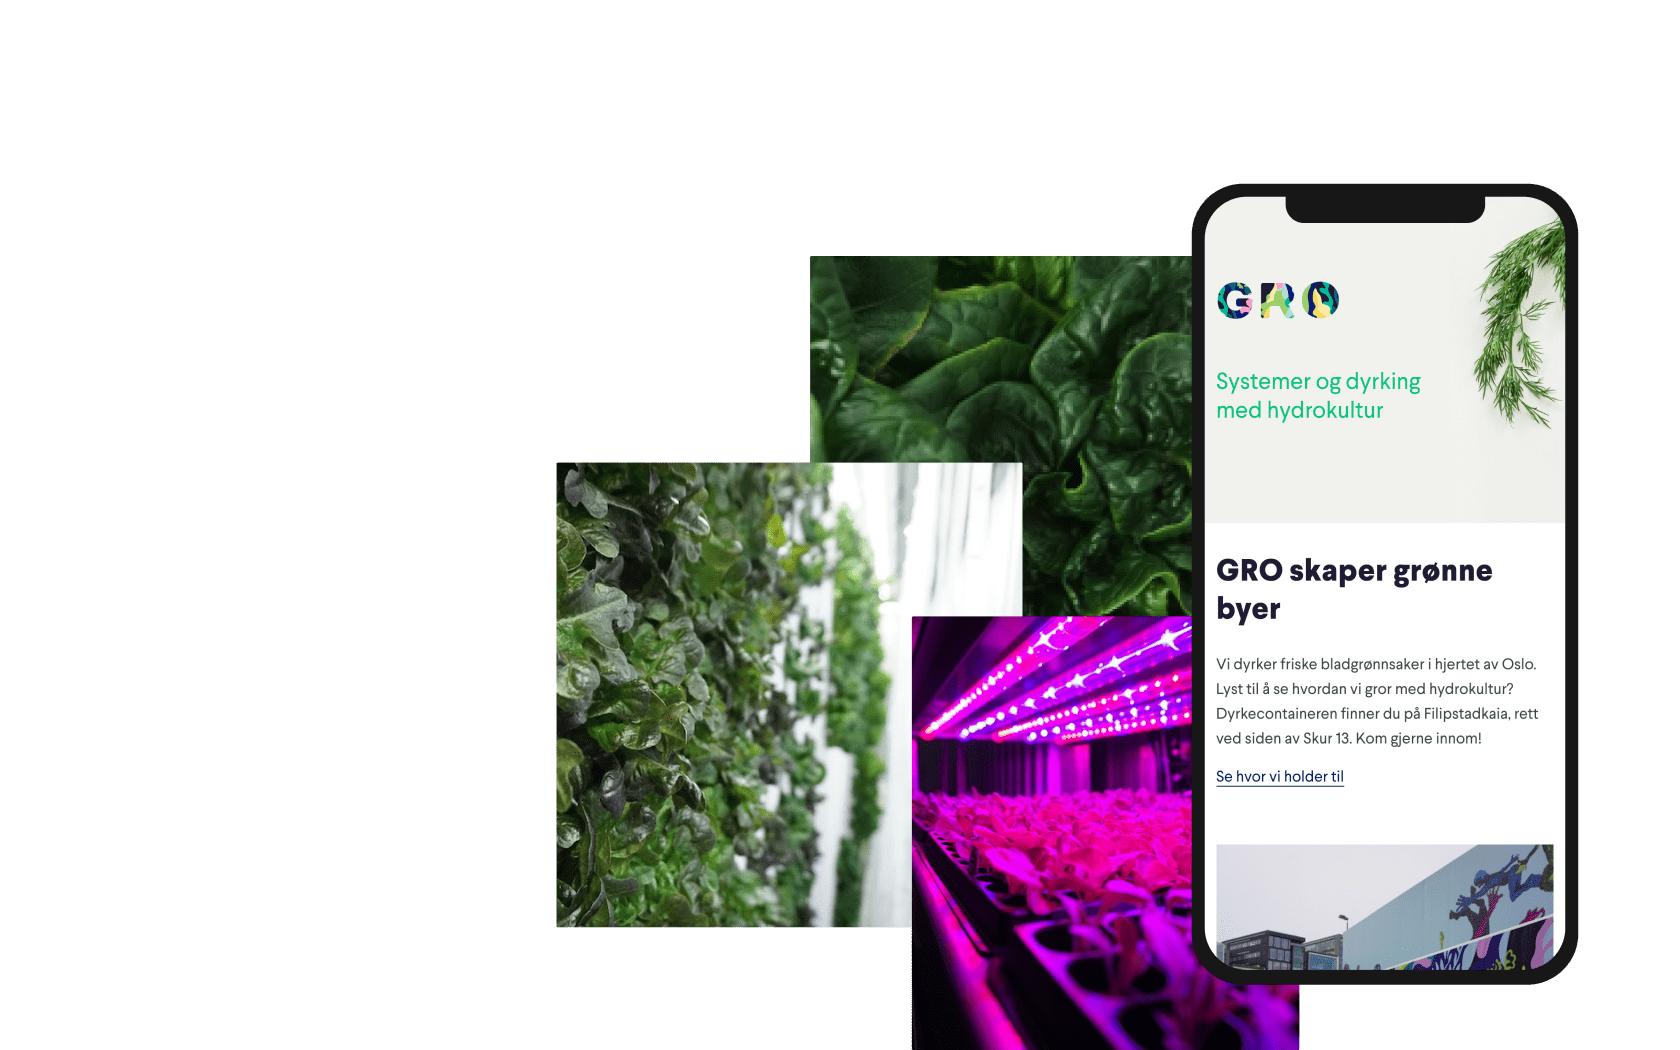 GRO
Systemer og dyrking
med hydrokultur
GRO skaper grønne
byer
Vi dyrker friske bladgrønnsaker i hjertet av Oslo.
Lyst til å se hvordan vi gror med hydrokultur?
Dyrkecontaineren finner du på Filipstadkaia, rett
ved siden av Skur 13. Kom gjerne innom!
Se hvor vi holder til